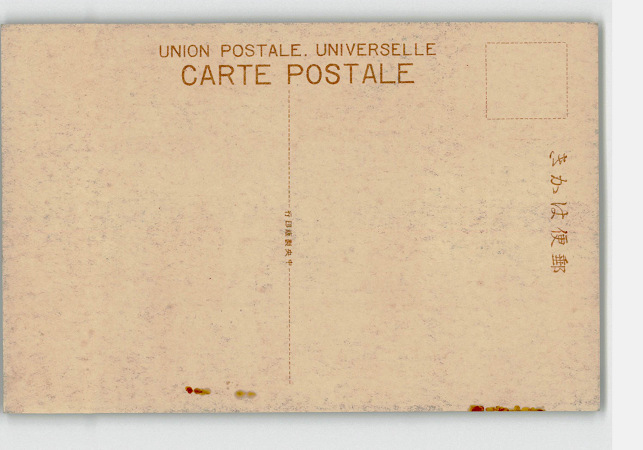 UNION POSTALE. UNIVERSELLE
CARTE POSTALE
郵便はかき